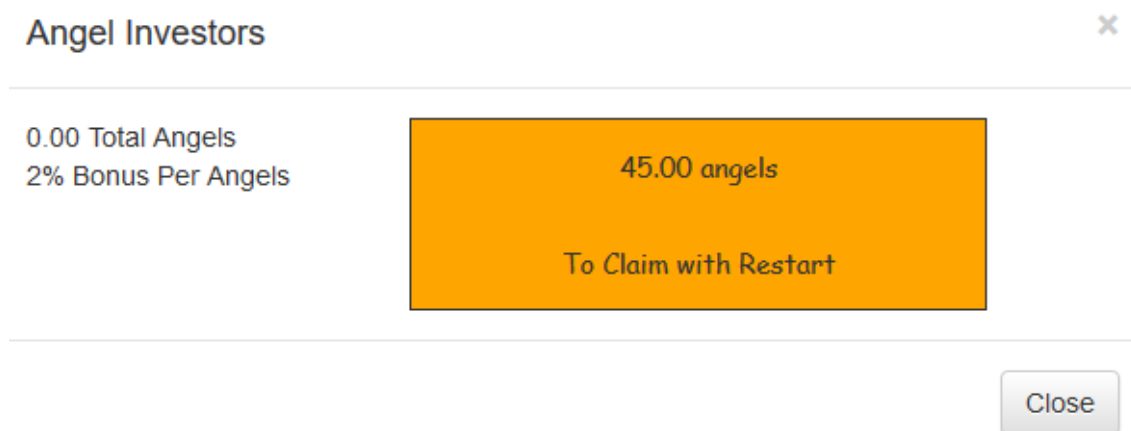 Angel Investors
×
0.00 Total Angels
2% Bonus Per Angels
45.00 angels
To Claim with Restart
Close